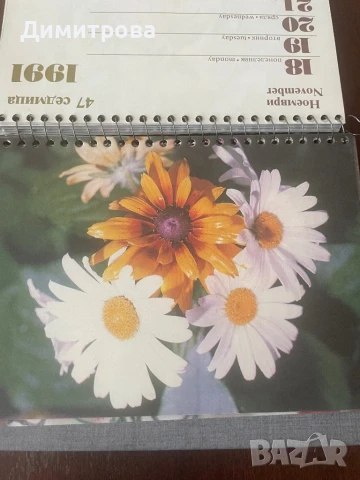 Димитрова
Ноември
November
47 седмица
1991
18 понеделник • monday
19 вторник • tuesday
20 сряда • wednesday
21
BAZAR